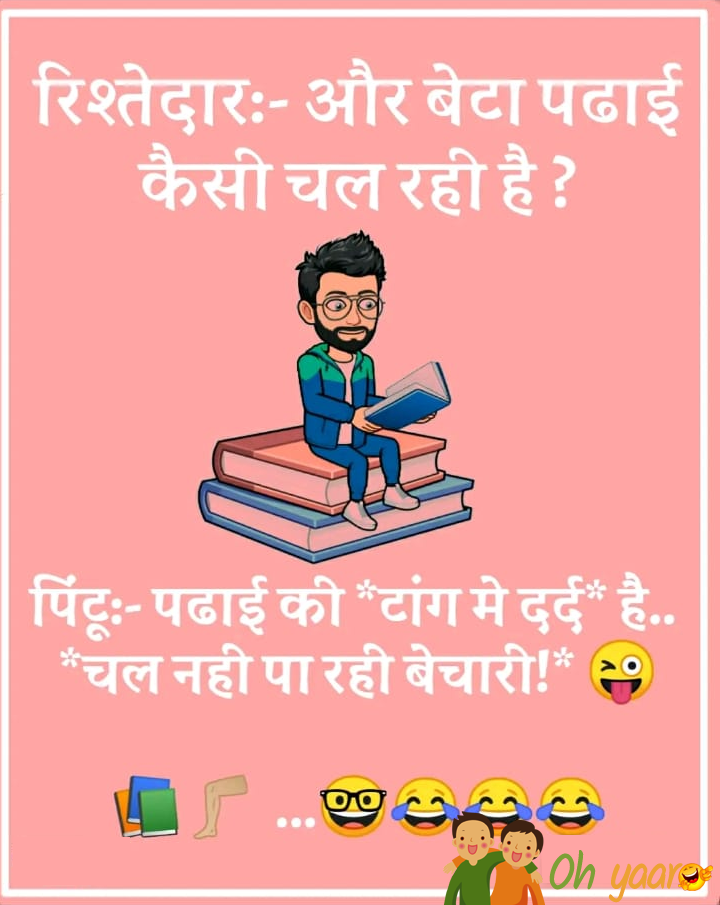 रिश्तेदारः- और बेटा पढाई
कैसी चल रही है ?
पिंटूः- पढाई की *टांग मे दर्द* है..
*चल नही पा रही बेचारी!* 😜
📚🦵 ...🤓😂😂😂
Oh yaar